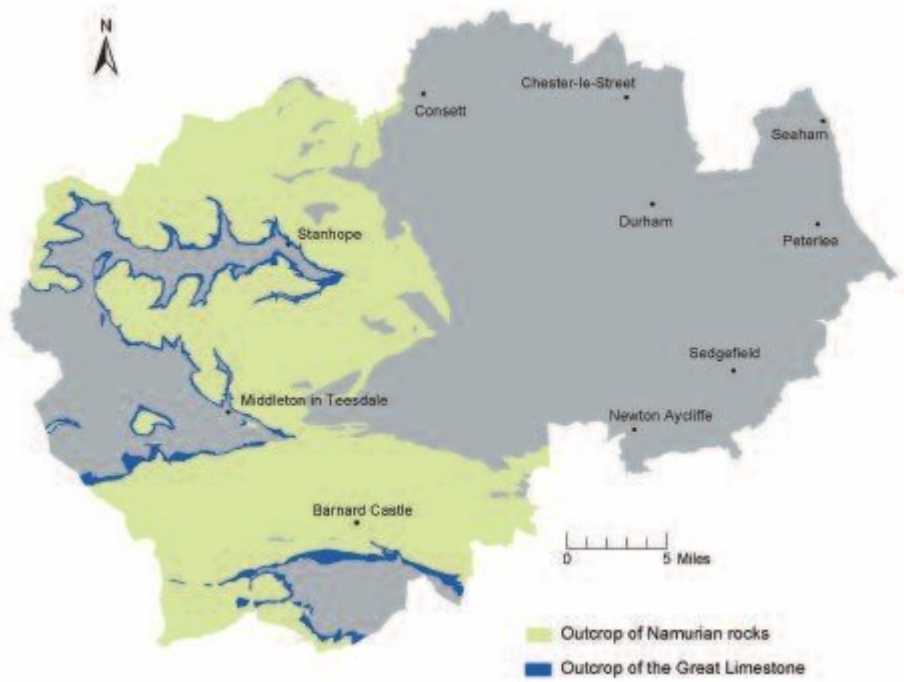 N
Chester-le-Street
Consett
Seaham
Durham
Stanhope
Peterlee
Sedgefield
Middleton in Teesdale
Newton Aycliffe
Barnard Castle
0 5 Miles
Outcrop of Namurian rocks
Outcrop of the Great Limestone